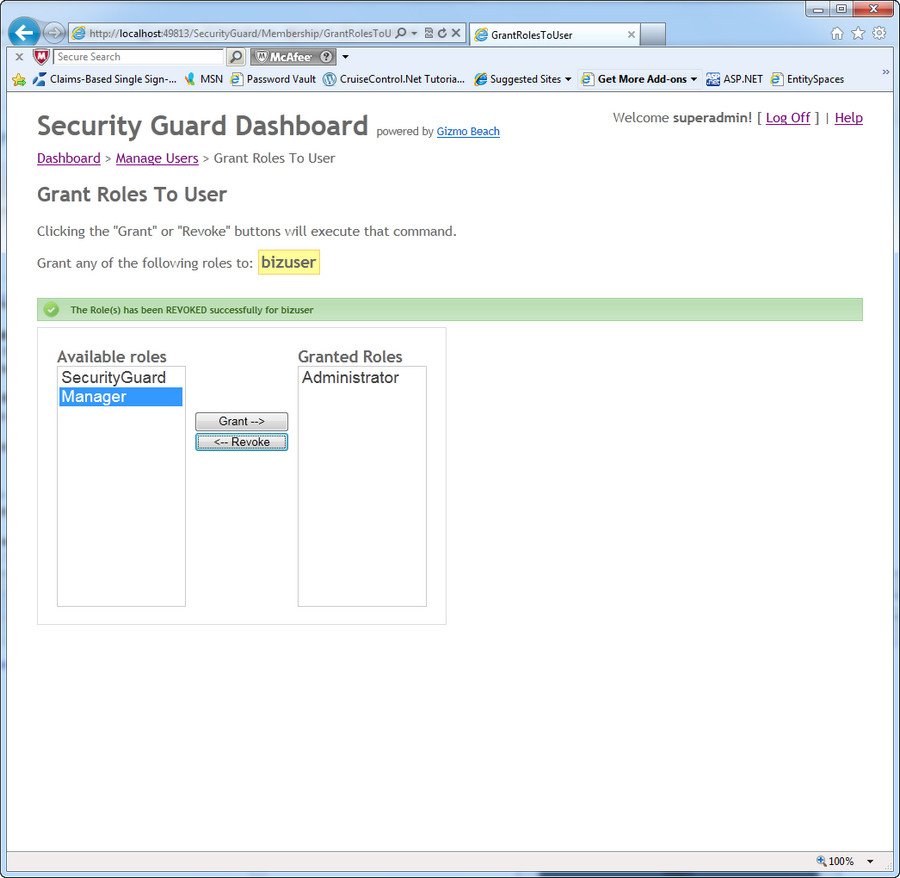 http://localhost:49813/SecurityGuard/Membership/GrantRolesToU
GrantRolesToUser
Secure Search
McAfee
Claims-Based Single Sign-... MSN Password Vault CruiseControl.Net Tutoria... Suggested Sites Get More Add-ons ASP.NET EntitySpaces »
Security Guard Dashboard powered by Gizmo Beach
Welcome superadmin! [ Log Off ] | Help
Dashboard > Manage Users > Grant Roles To User
Grant Roles To User
Clicking the "Grant" or "Revoke" buttons will execute that command.
Grant any of the following roles to: bizuser
The Role(s) has been REVOKED successfully for bizuser
Available roles Granted Roles
SecurityGuard Administrator
Manager
Grant -->
<-- Revoke
100%